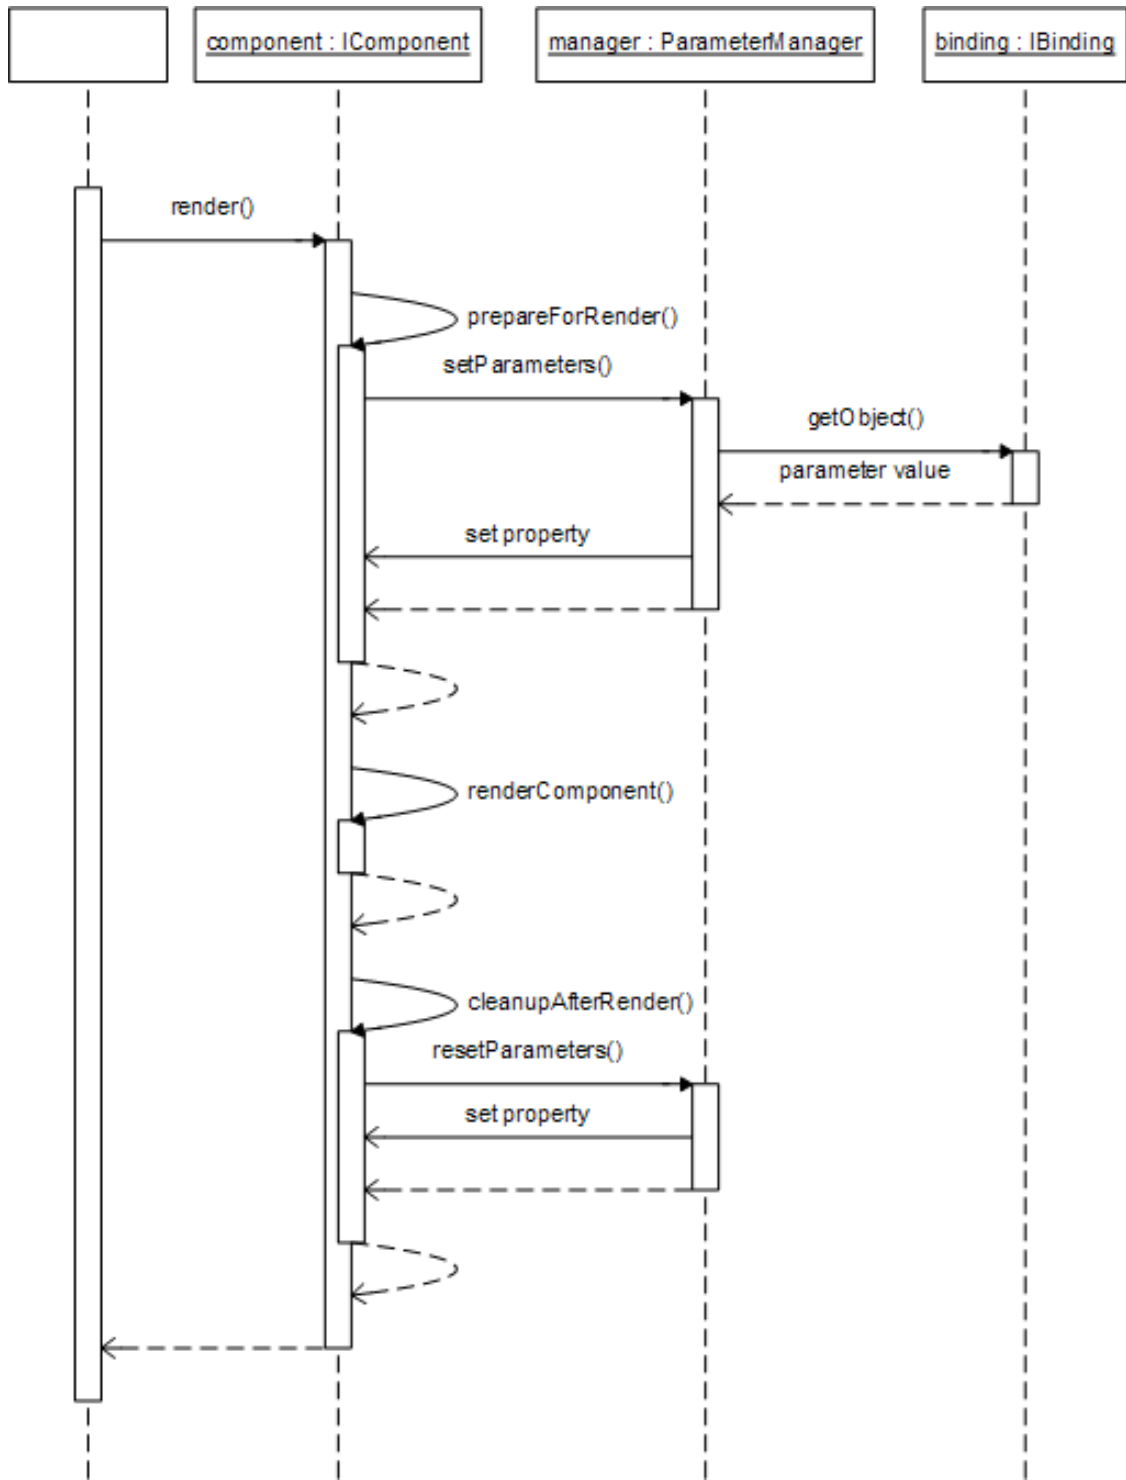 component : IComponent
manager : ParameterManager
binding : IBinding
render()
prepareForRender()
setParameters()
getObject()
parameter value
set property
renderComponent()
cleanupAfterRender()
resetParameters()
set property